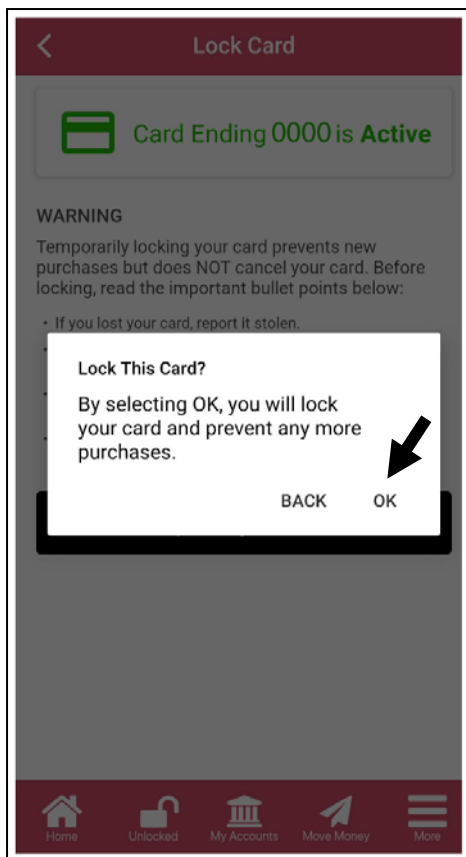 Lock Card
Card Ending 0000 is Active
WARNING
Temporarily locking your card prevents new
purchases but does NOT cancel your card. Before
locking, read the important bullet points below:
• If you lost your card, report it stolen.
Lock This Card?
By selecting OK, you will lock
your card and prevent any more
purchases.
BACK OK
Home Unlocked My Accounts Move Money More